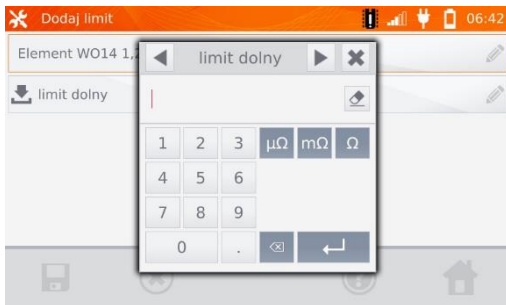 Dodaj limit 06:42
Element WO14 1,2
limit dolny
limit dolny
1 2 3 μΩ mΩ Ω
4 5 6
7 8 9
0 .